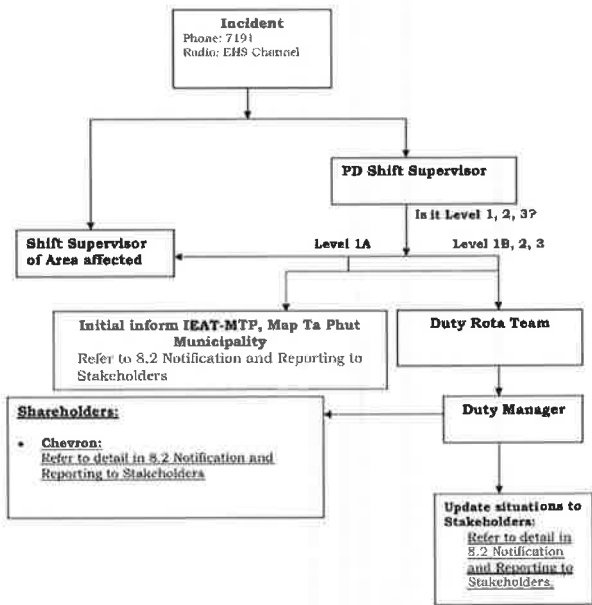 Incident
Phone: 7191
Radio: EHS Channel
PD Shift Supervisor
Is it Level 1, 2, 3?
Shift Supervisor
of Area affected
Level 1A
Level 1B, 2, 3
Initial inform IEAT-MTP, Map Ta Phut
Municipality
Refer to 8.2 Notification and Reporting to
Stakeholders
Duty Rota Team
Shareholders:
• Chevron:
Refer to detail in 8.2 Notification and
Reporting to Stakeholders
Duty Manager
Update situations to
Stakeholders:
Refer to detail in
8.2 Notification
and Reporting to
Stakeholders.